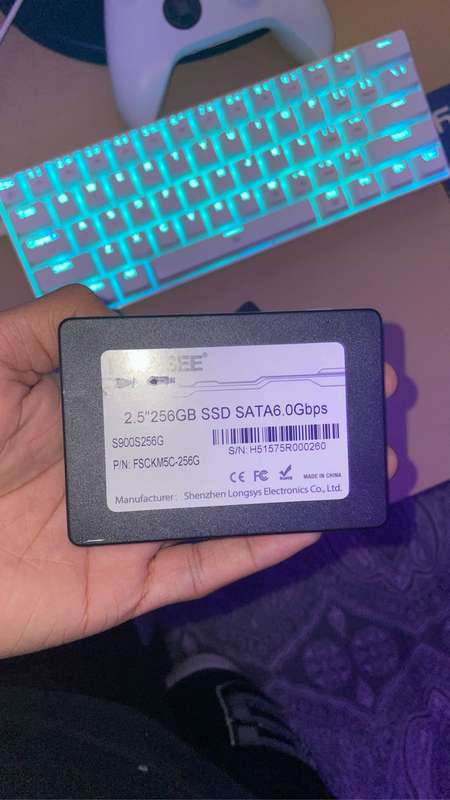 2.5"256GB SSD SATA6.0Gbps
S900S256G
S/N: H51575R000260
P/N: FSCKM5C-256G
CE FC RoHS MADE IN CHINA
Manufacturer: Shenzhen Longsys Electronics Co., Ltd.